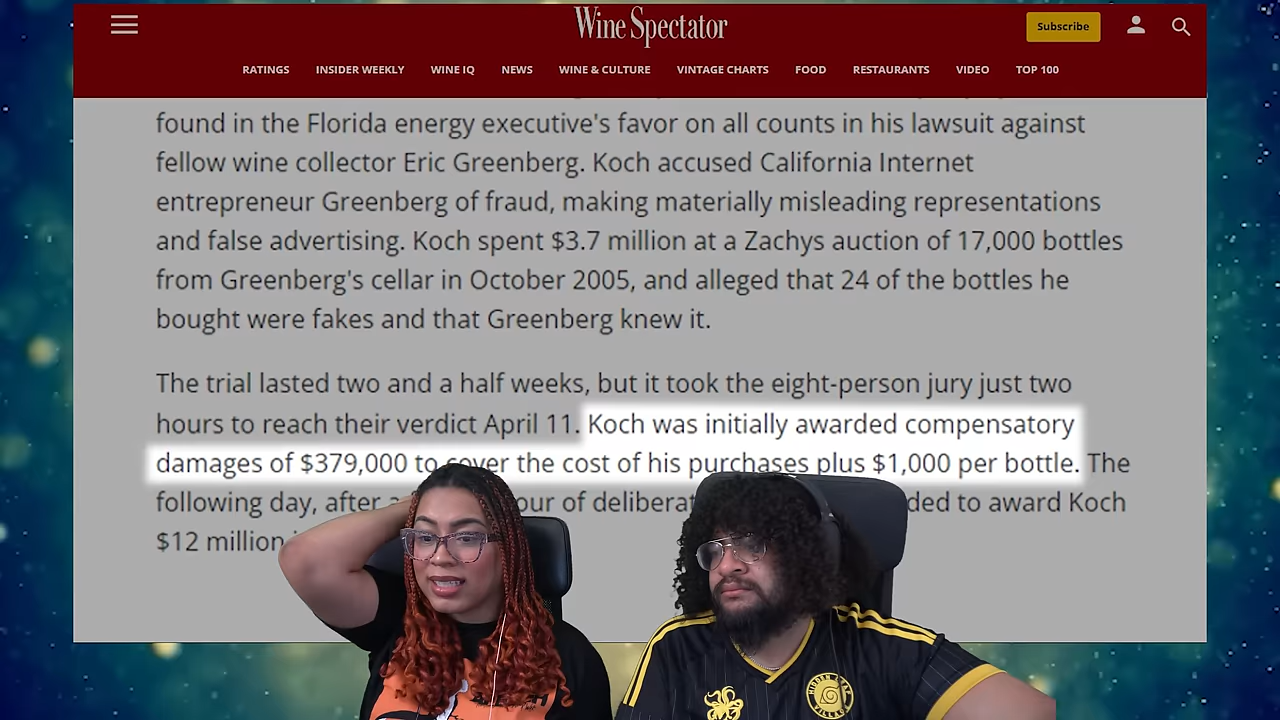 Wine Spectator
Subscribe
RATINGS INSIDER WEEKLY WINE IQ NEWS WINE & CULTURE VINTAGE CHARTS FOOD RESTAURANTS VIDEO TOP 100
found in the Florida energy executive's favor on all counts in his lawsuit against
fellow wine collector Eric Greenberg. Koch accused California Internet
entrepreneur Greenberg of fraud, making materially misleading representations
and false advertising. Koch spent $3.7 million at a Zachys auction of 17,000 bottles
from Greenberg's cellar in October 2005, and alleged that 24 of the bottles he
bought were fakes and that Greenberg knew it.
The trial lasted two and a half weeks, but it took the eight-person jury just two
hours to reach their verdict April 11. Koch was initially awarded compensatory
damages of $379,000 to cover the cost of his purchases plus $1,000 per bottle. The
following day, after of award Koch
$12 million
HIDDEN LEAF
VILLAGE